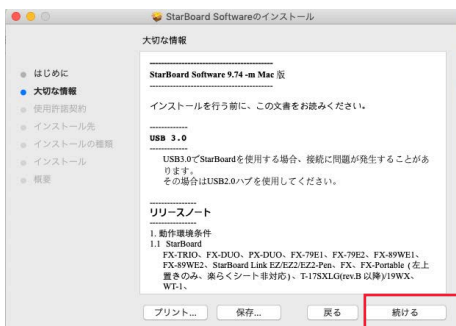 StarBoard Softwareのインストール
大切な情報
はじめに
大切な情報
使用許諾契約
インストール先
インストールの種類
インストール
概要
StarBoard Software 9.74 -m Mac 版
インストールを行う前に、この文書をお読みください。
USB 3.0
USB3.0でStarBoardを使用する場合、接続に問題が発生することがあ
ります。
その場合はUSB2.0ハブを使用してください。
リリースノート
1. 動作環境条件
1.1 StarBoard
FX-TRIO、FX-DUO、PX-DUO、FX-79E1、FX-79E2、FX-89WE1、
FX-89WE2、StarBoard Link EZ/EZ2/EZ2-Pen、FX、FX-Portable (左上
置きのみ、楽らくシート非対応)、T-17SXLG(rev.B 以降)/19WX、
WT-1、
プリント... 保存... 戻る 続ける